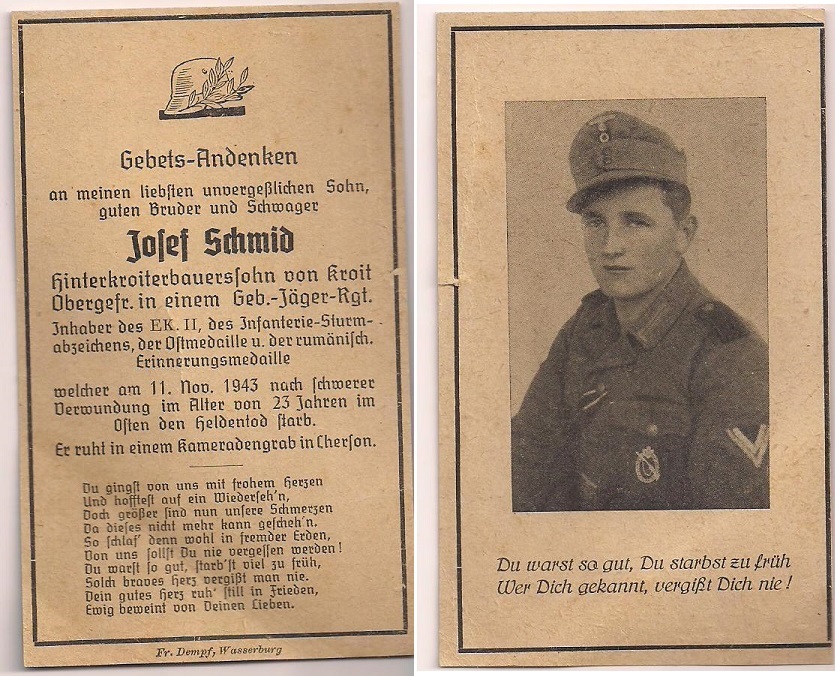 Gebets-Andenken
an meinen liebsten unvergeßlichen Sohn,
guten Bruder und Schwager
Josef Schmid
Hinterkroiterbauerssohn von Kroit
Obergefr. in einem Geb.-Jäger-Rgt.
Inhaber des EK. II, des Infanterie-Sturm-
abzeichens, der Ostmedaille u. der rumänisch.
Erinnerungsmedaille
welcher am 11. Nov. 1943 nach schwerer
Verwundung im Alter von 23 Jahren im
Osten den Heldentod starb.
Er ruht in einem Kameradengrab in Cherson.
Du gingst von uns mit frohem Herzen
Und hofftest auf ein Wiederseh'n,
Doch größer sind nun unsere Schmerzen
Da dieses nicht mehr kann gescheh'n.
So schlaf' denn wohl in fremder Erden,
Von uns sollst Du nie vergessen werden!
Du warst so gut, starb'st viel zu früh,
Solch braves Herz vergißt man nie.
Dein gutes Herz ruh' still in Frieden,
Ewig beweint von Deinen Lieben.
Fr. Dempf, Wasserburg
Du warst so gut, Du starbst zu früh
Wer Dich gekannt, vergißt Dich nie!